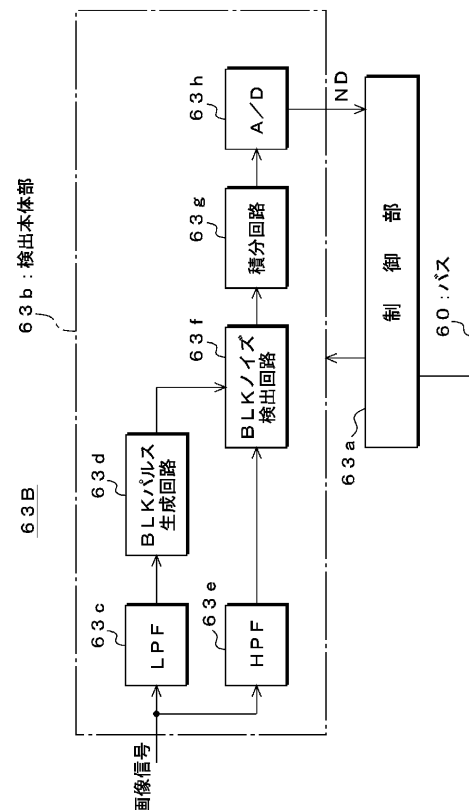 63B
63b:検出本体部
画像信号
63c
LPF
63d
BLKパルス
生成回路
63e
HPF
63f
BLKノイズ
検出回路
63g
積分回路
63h
A/D
ND
63a
制御部
60:バス